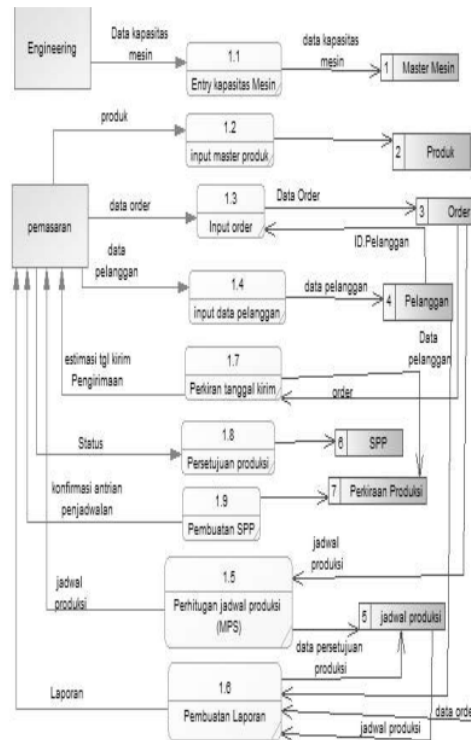 Engineering
Data kapasitas
mesin
1.1
Entry kapasitas Mesin
data kapasitas
mesin
1 Master Mesin
produk
1.2
input master produk
2 Produk
pemasaran
data order
1.3
Input order
Data Order
3 Order
ID.Pelanggan
data
pelanggan
1.4
input data pelanggan
data pelanggan
4 Pelanggan
Data
pelanggan
estimasi tgl kirim
Pengirimaan
1.7
Perkiran tanggal kirim
order
Status
1.8
Persetujuan produksi
6 SPP
konfirmasi antrian
penjadwalan
1.9
Pembuatan SPP
7 Perkiraan Produksi
jadwal
produksi
1.5
Perhitugan jadwal produksi
(MPS)
jadwal
produksi
5 jadwal produksi
data persetujuan
produksi
Laporan
1.6
Pembuatan Laporan
data order
jadwal produksi